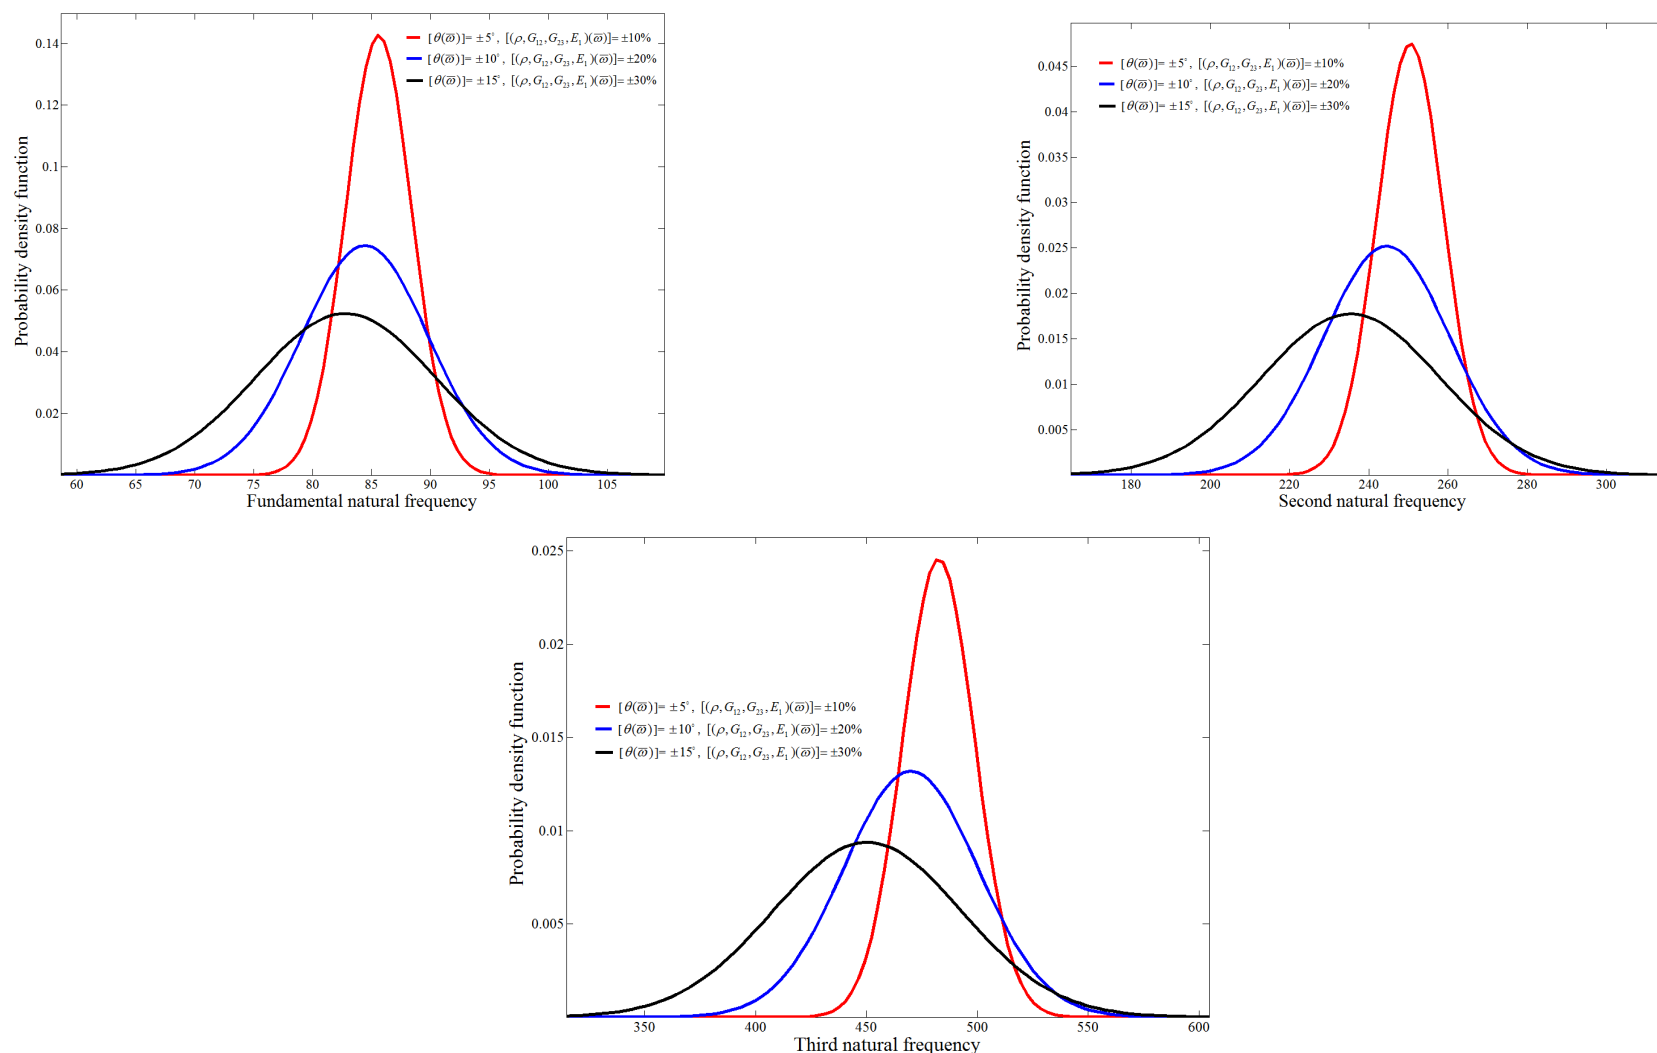 Probability density function
0.14
0.12
0.1
0.08
0.06
0.04
0.02
[θ(ϖ̅)]= ±5°, [(ρ,G₁₂,G₂₃,E₁)(ϖ̅)]=±10%
[θ(ϖ̅)]= ±10°, [(ρ,G₁₂,G₂₃,E₁)(ϖ̅)]=±20%
[θ(ϖ̅)]= ±15°, [(ρ,G₁₂,G₂₃,E₁)(ϖ̅)]=±30%
60 65 70 75 80 85 90 95 100 105
Fundamental natural frequency
Probability density function
0.045
0.04
0.035
0.03
0.025
0.02
0.015
0.01
0.005
[θ(ϖ̅)]= ±5°, [(ρ,G₁₂,G₂₃,E₁)(ϖ̅)]=±10%
[θ(ϖ̅)]= ±10°, [(ρ,G₁₂,G₂₃,E₁)(ϖ̅)]=±20%
[θ(ϖ̅)]= ±15°, [(ρ,G₁₂,G₂₃,E₁)(ϖ̅)]=±30%
180 200 220 240 260 280 300
Second natural frequency
Probability density function
0.025
0.02
0.015
0.01
0.005
[θ(ϖ̅)]= ±5°, [(ρ,G₁₂,G₂₃,E₁)(ϖ̅)]=±10%
[θ(ϖ̅)]= ±10°, [(ρ,G₁₂,G₂₃,E₁)(ϖ̅)]=±20%
[θ(ϖ̅)]= ±15°, [(ρ,G₁₂,G₂₃,E₁)(ϖ̅)]=±30%
350 400 450 500 550 600
Third natural frequency